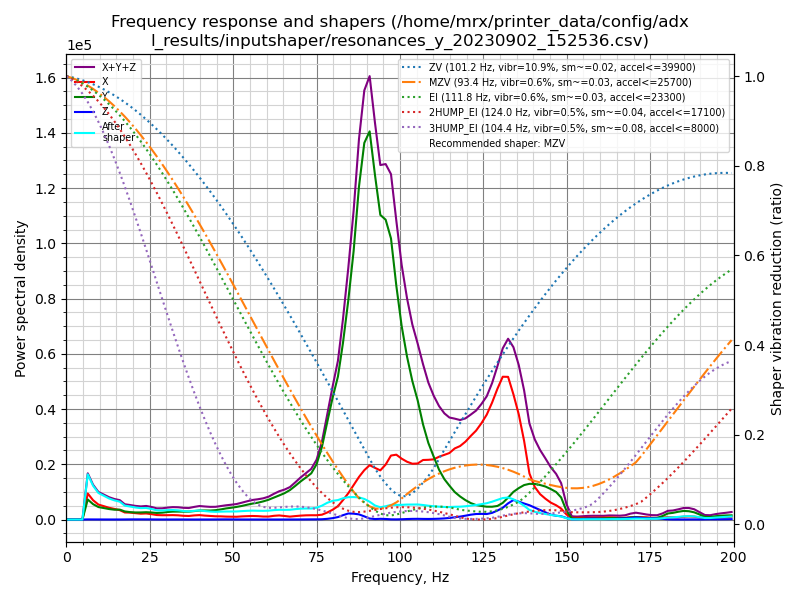 Frequency response and shapers (/home/mrx/printer_data/config/adx
l_results/inputshaper/resonances_y_20230902_152536.csv)
1e5
X+Y+Z
X
Y
Z
After
shaper
ZV (101.2 Hz, vibr=10.9%, sm~=0.02, accel<=39900)
MZV (93.4 Hz, vibr=0.6%, sm~=0.03, accel<=25700)
EI (111.8 Hz, vibr=0.6%, sm~=0.03, accel<=23300)
2HUMP_EI (124.0 Hz, vibr=0.5%, sm~=0.04, accel<=17100)
3HUMP_EI (104.4 Hz, vibr=0.5%, sm~=0.08, accel<=8000)
Recommended shaper: MZV
Power spectral density
1.6
1.4
1.2
1.0
0.8
0.6
0.4
0.2
0.0
1.0
0.8
0.6
0.4
0.2
0.0
Shaper vibration reduction (ratio)
0 25 50 75 100 125 150 175 200
Frequency, Hz